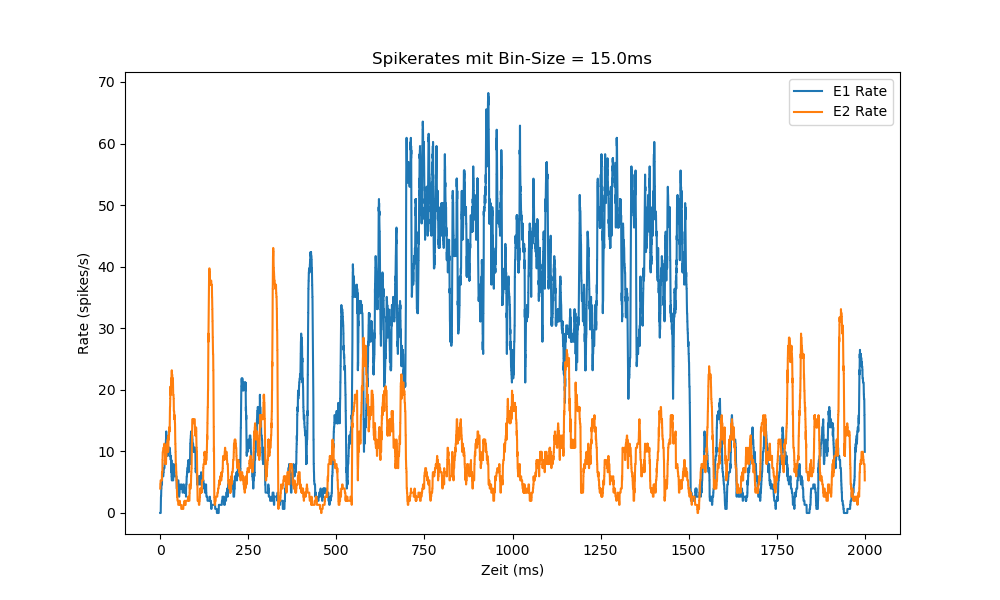 Spikerates mit Bin-Size = 15.0ms
E1 Rate
E2 Rate
70
60
50
40
30
20
10
0
Rate (spikes/s)
0 250 500 750 1000 1250 1500 1750 2000
Zeit (ms)